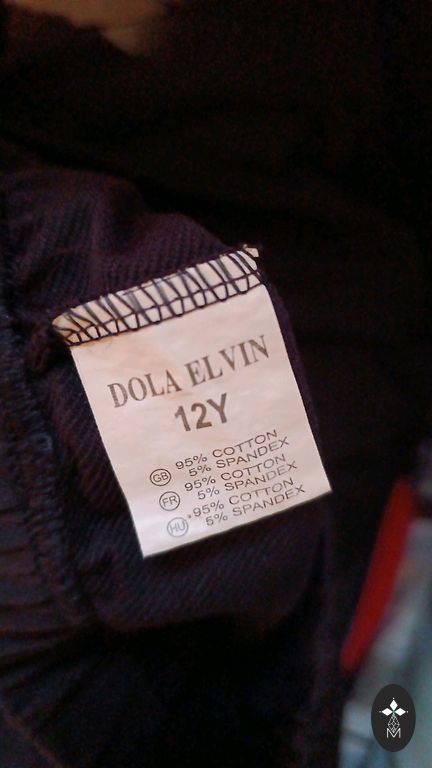 DOLA ELVIN
12Y
GB 95% COTTON
5% SPANDEX
FR 95% COTTON
5% SPANDEX
HU *95% COTTON
5% SPANDEX
M